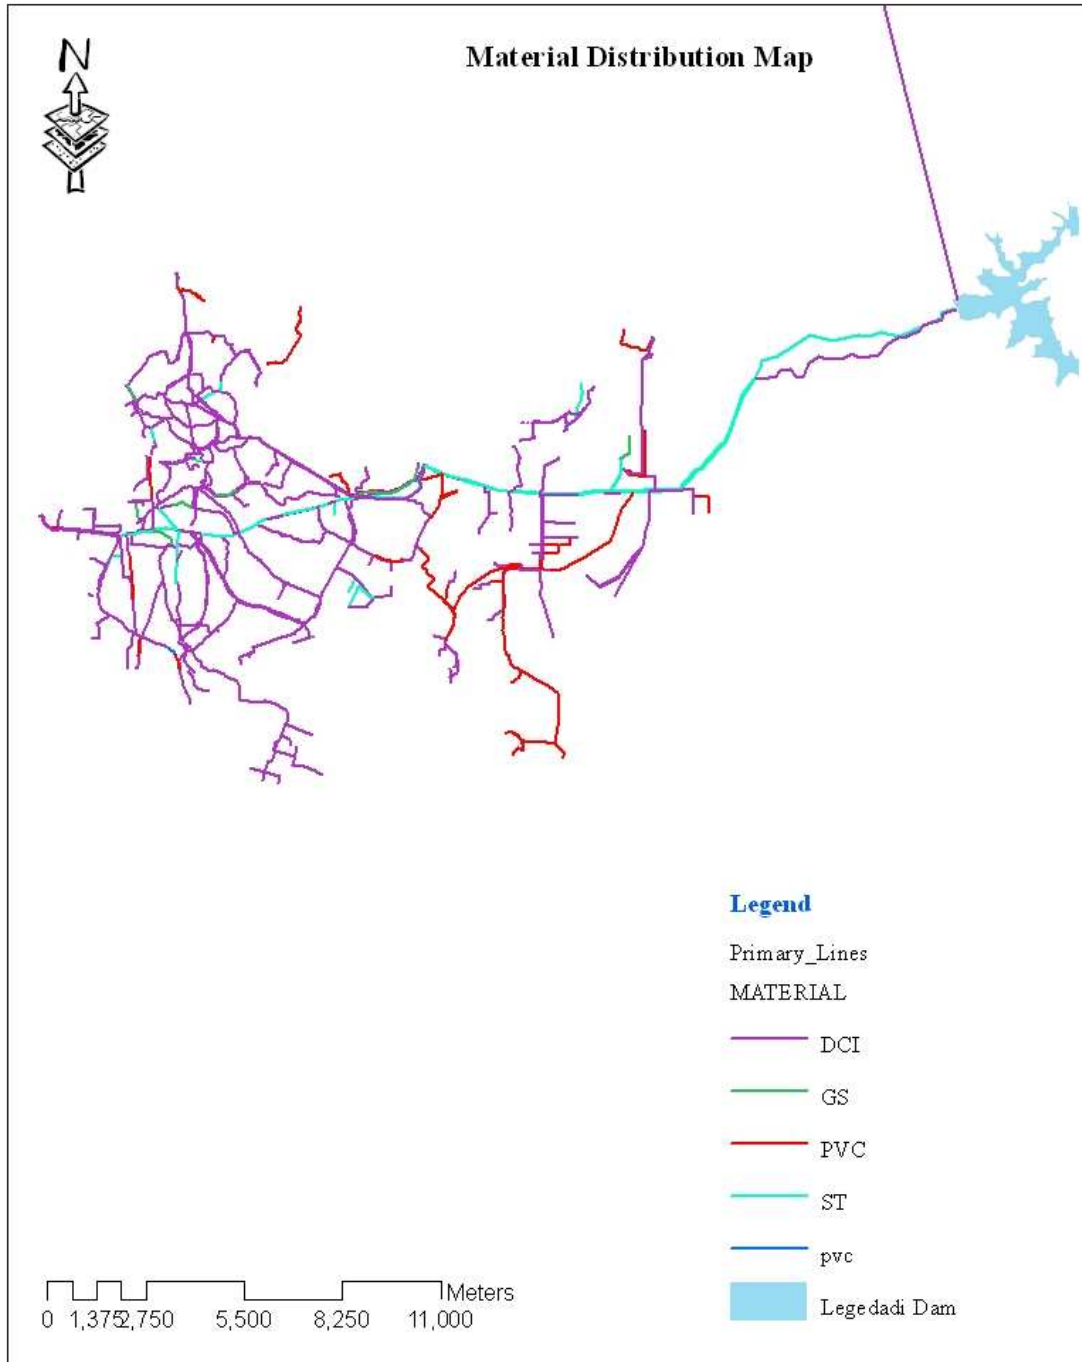 N
Material Distribution Map
Legend
Primary_Lines
MATERIAL
DCI
GS
PVC
ST
pvc
Legedadi Dam
Meters
0 1,375 2,750 5,500 8,250 11,000